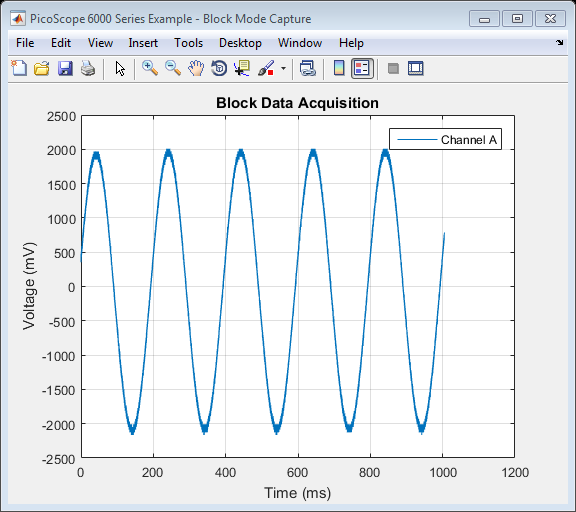 PicoScope 6000 Series Example - Block Mode Capture
File Edit View Insert Tools Desktop Window Help
Block Data Acquisition
Channel A
2500
2000
1500
1000
500
0
-500
-1000
-1500
-2000
-2500
Voltage (mV)
0 200 400 600 800 1000 1200
Time (ms)